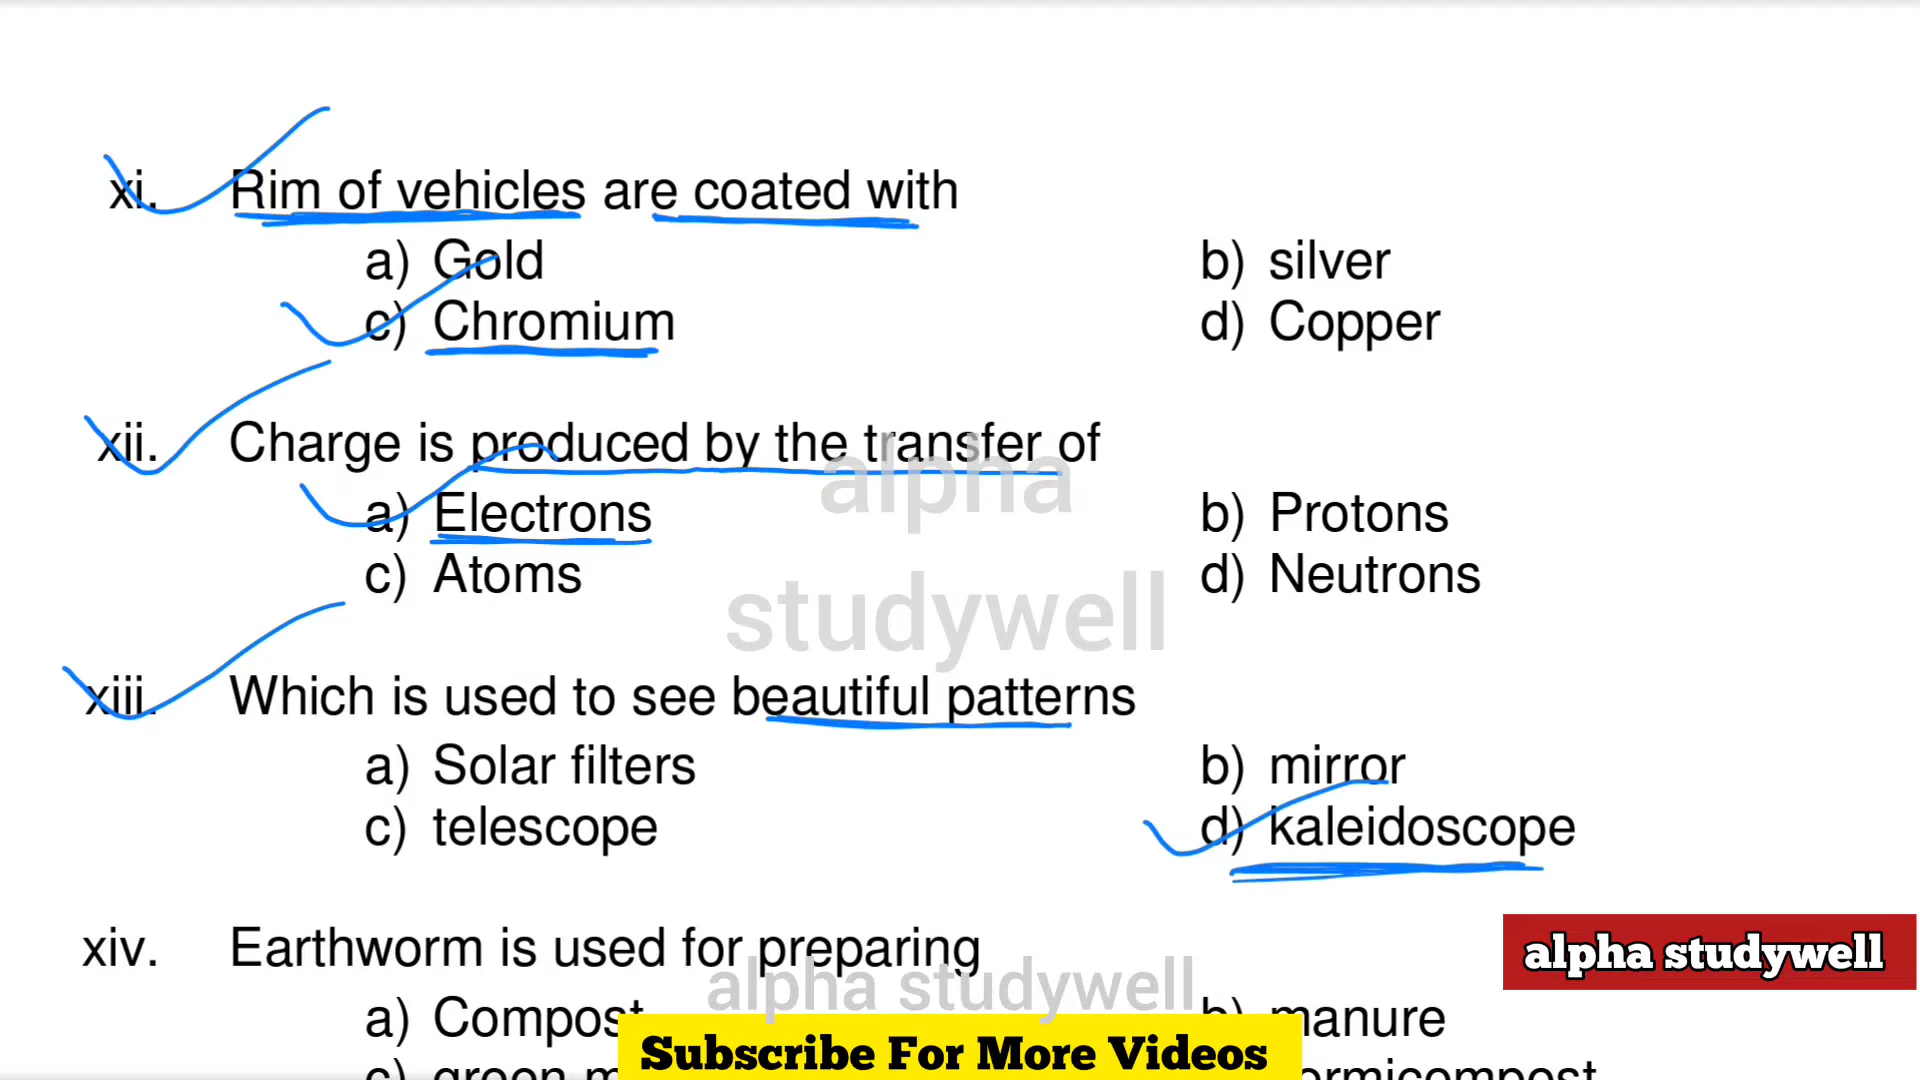 xi. Rim of vehicles are coated with
a) Gold b) silver
c) Chromium d) Copper
xii. Charge is produced by the transfer of
a) Electrons b) Protons
c) Atoms d) Neutrons
alpha
studywell
xiii. Which is used to see beautiful patterns
a) Solar filters b) mirror
c) telescope d) kaleidoscope
xiv. Earthworm is used for preparing
alpha studywell
alpha studywell
a) Compost b) manure
Subscribe For More Videos
c) green